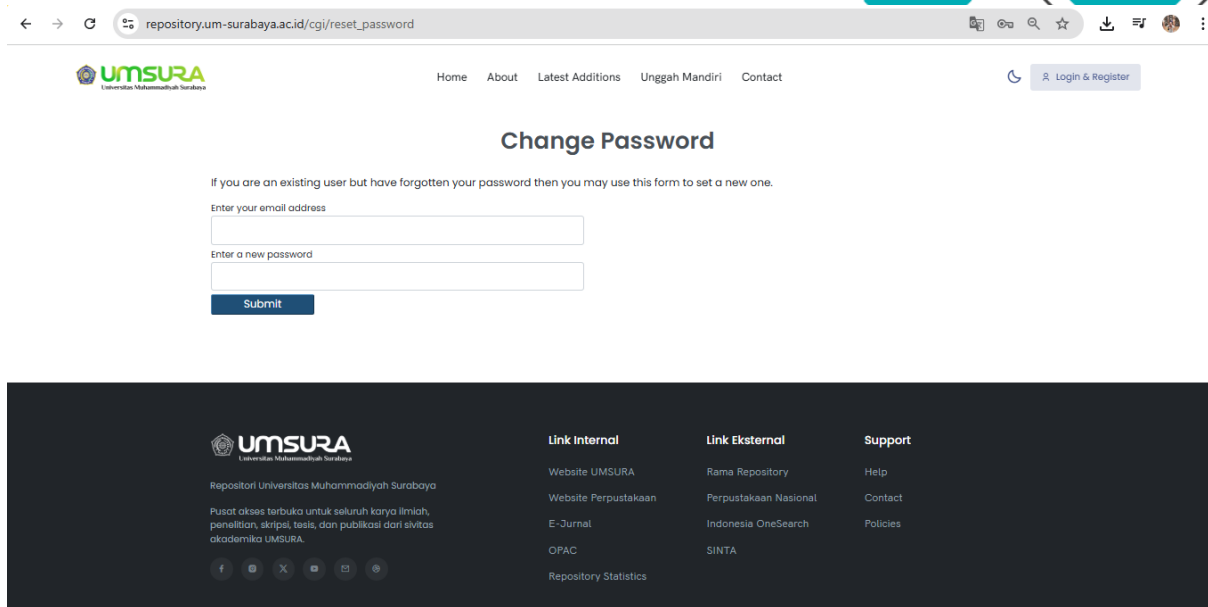 repository.um-surabaya.ac.id/cgi/reset_password
UMSURA
Universitas Muhammadiyah Surabaya
Home About Latest Additions Unggah Mandiri Contact
Login & Register
Change Password
If you are an existing user but have forgotten your password then you may use this form to set a new one.
Enter your email address
Enter a new password
Submit
UMSURA
Universitas Muhammadiyah Surabaya
Repositori Universitas Muhammadiyah Surabaya
Pusat akses terbuka untuk seluruh karya ilmiah,
penelitian, skripsi, tesis, dan publikasi dari sivitas
akademika UMSURA.
Link Internal
Website UMSURA
Website Perpustakaan
E-Jurnal
OPAC
Repository Statistics
Link Eksternal
Rama Repository
Perpustakaan Nasional
Indonesia OneSearch
SINTA
Support
Help
Contact
Policies